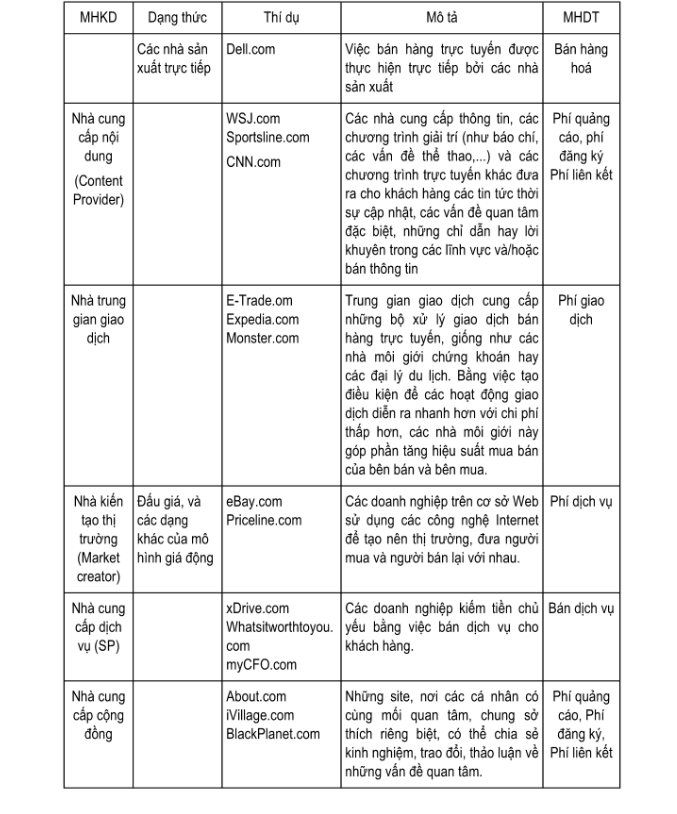 MHKD Dạng thức Thí dụ Mô tả MHDT
Các nhà sản
xuất trực tiếp
Dell.com
Việc bán hàng trực tuyến được
thực hiện trực tiếp bởi các nhà
sản xuất
Bán hàng
hoá
Nhà cung
cấp nội
dung
(Content
Provider)
WSJ.com
Sportsline.com
CNN.com
Các nhà cung cấp thông tin, các
chương trình giải trí (như báo chí,
các vấn đề thể thao,...) và các
chương trình trực tuyến khác đưa
ra cho khách hàng các tin tức thời
sự cập nhật, các vấn đề quan tâm
đặc biệt, những chỉ dẫn hay lời
khuyên trong các lĩnh vực và/hoặc
bán thông tin
Phí quảng
cáo, phí
đăng ký
Phí liên kết
Nhà trung
gian giao
dịch
E-Trade.om
Expedia.com
Monster.com
Trung gian giao dịch cung cấp
những bộ xử lý giao dịch bán
hàng trực tuyến, giống như các
nhà môi giới chứng khoán hay
các đại lý du lịch. Bằng việc tạo
điều kiện để các hoạt động giao
dịch diễn ra nhanh hơn với chi phí
thấp hơn, các nhà môi giới này
góp phần tăng hiệu suất mua bán
của bên bán và bên mua.
Phí giao
dịch
Nhà kiến
tạo thị
trường
(Market
creator)
Đấu giá, và
các dạng
khác của mô
hình giá động
eBay.com
Priceline.com
Các doanh nghiệp trên cơ sở Web
sử dụng các công nghệ Internet
để tạo nên thị trường, đưa người
mua và người bán lại với nhau.
Phí dịch vụ
Nhà cung
cấp dịch
vụ (SP)
xDrive.com
Whatsitworthtoyou.
com
myCFO.com
Các doanh nghiệp kiếm tiền chủ
yếu bằng việc bán dịch vụ cho
khách hàng.
Bán dịch vụ
Nhà cung
cấp cộng
đồng
About.com
iVillage.com
BlackPlanet.com
Những site, nơi các cá nhân có
cùng mối quan tâm, chung sở
thích riêng biệt, có thể chia sẻ
kinh nghiệm, trao đổi, thảo luận về
những vấn đề quan tâm.
Phí quảng
cáo, Phí
đăng ký,
Phí liên kết